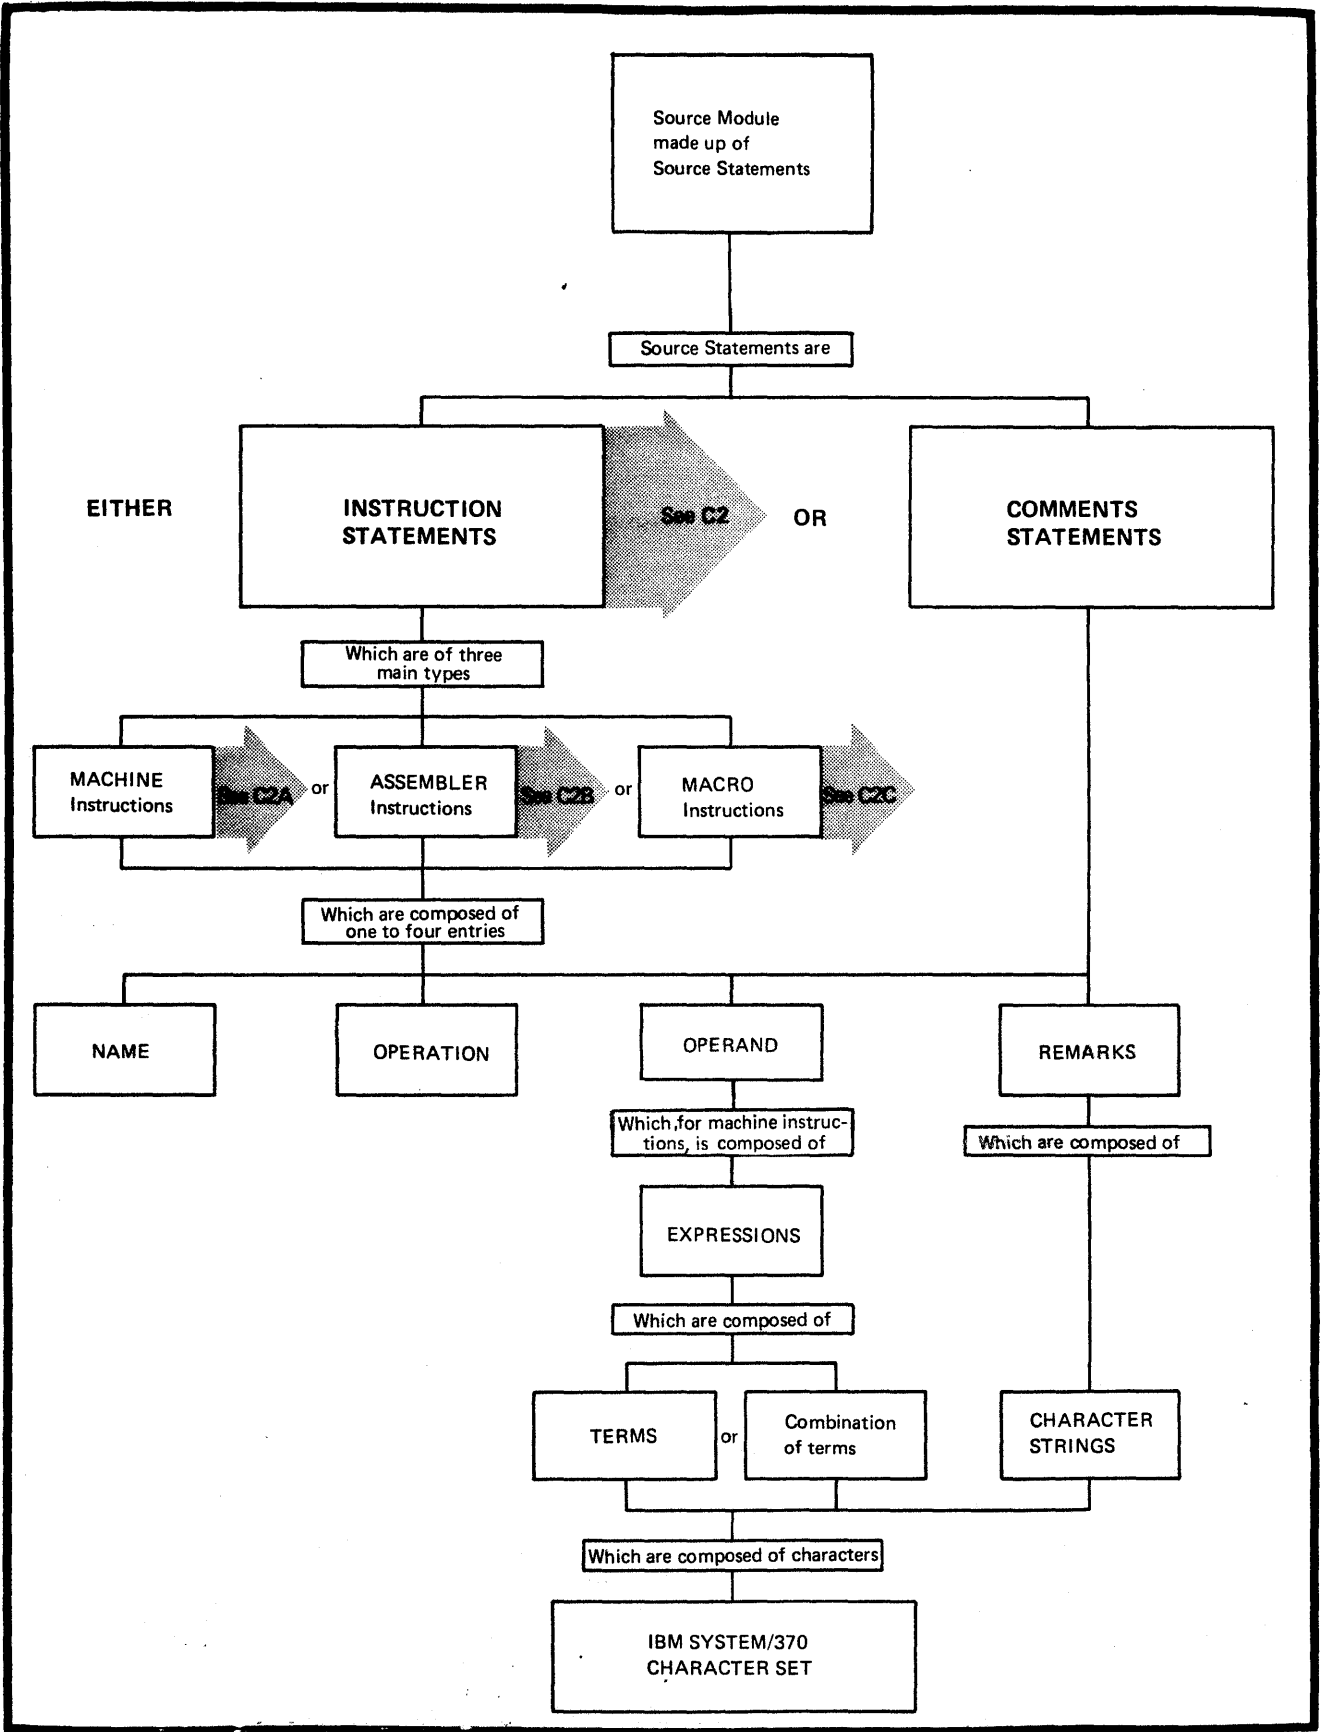 Source Module
made up of
Source Statements
Source Statements are
EITHER
INSTRUCTION
STATEMENTS
See C2
OR
COMMENTS
STATEMENTS
Which are of three
main types
MACHINE
Instructions
See C2A
or
ASSEMBLER
Instructions
See C2B
or
MACRO
Instructions
See C2C
Which are composed of
one to four entries
NAME
OPERATION
OPERAND
REMARKS
Which,for machine instruc-
tions, is composed of
Which are composed of
EXPRESSIONS
Which are composed of
TERMS
or
Combination
of terms
CHARACTER
STRINGS
Which are composed of characters
IBM SYSTEM/370
CHARACTER SET